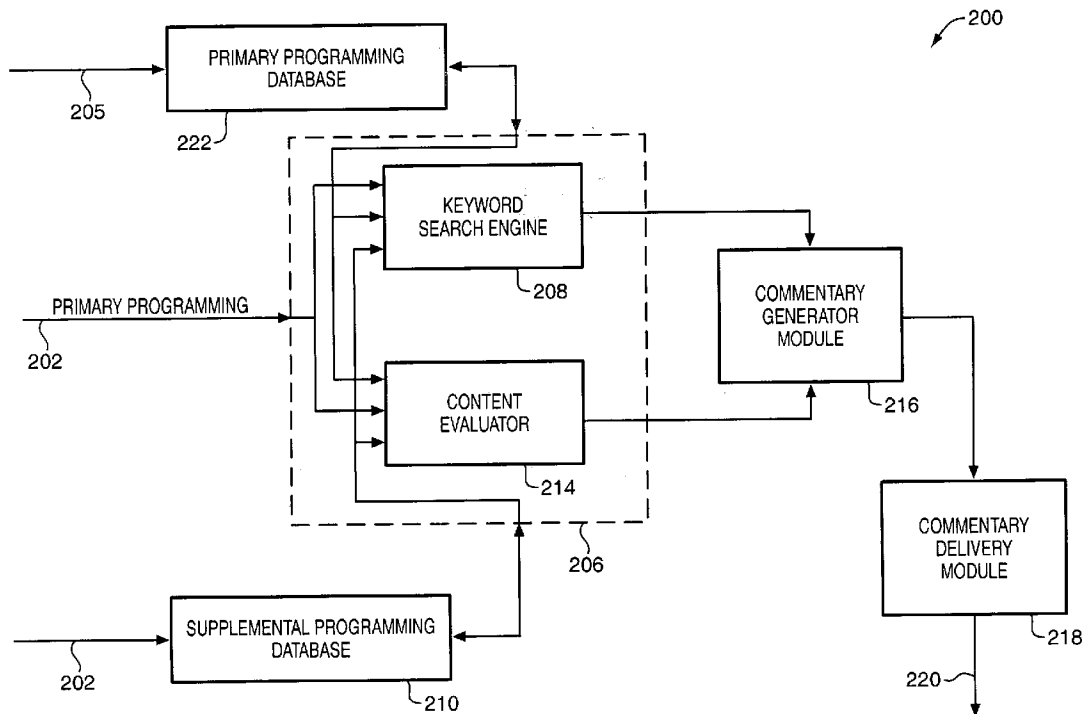 200
PRIMARY PROGRAMMING
DATABASE
205
222
KEYWORD
SEARCH ENGINE
208
PRIMARY PROGRAMMING
202
COMMENTARY
GENERATOR
MODULE
216
CONTENT
EVALUATOR
214
206
COMMENTARY
DELIVERY
MODULE
218
SUPPLEMENTAL PROGRAMMING
DATABASE
202
210
220